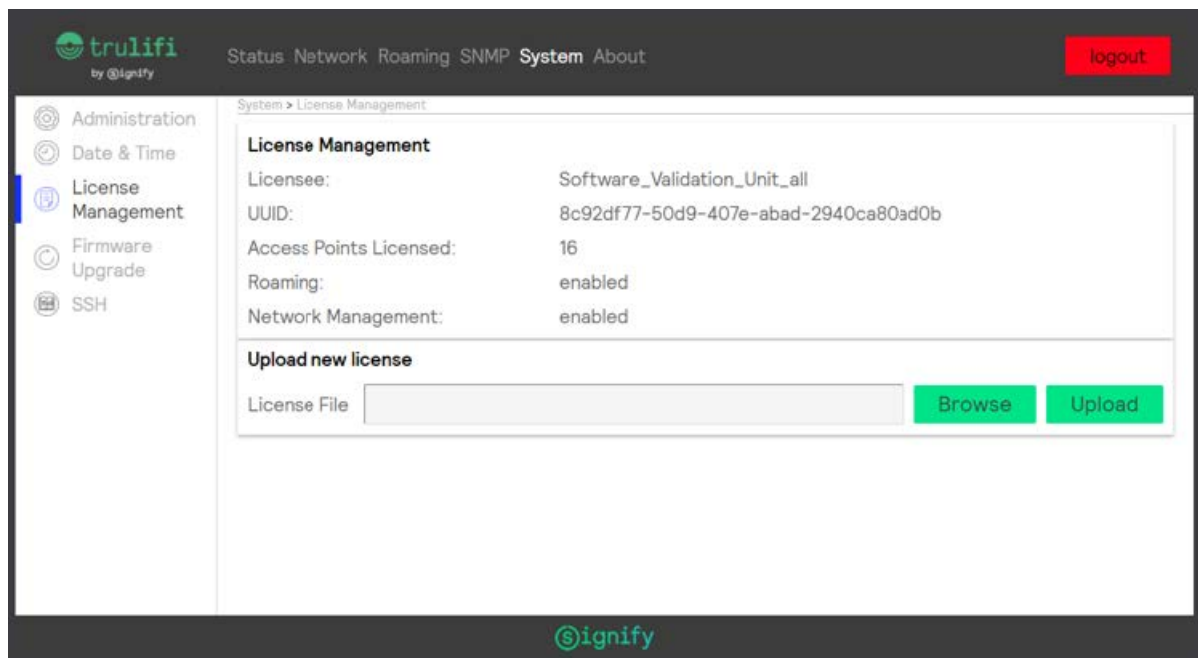 trulifi
by Signify
Status Network Roaming SNMP System About
logout
Administration
Date & Time
License
Management
Firmware
Upgrade
SSH
System > License Management
License Management
Licensee: Software_Validation_Unit_all
UUID: 8c92df77-50d9-407e-abad-2940ca80ad0b
Access Points Licensed: 16
Roaming: enabled
Network Management: enabled
Upload new license
License File Browse Upload
Signify